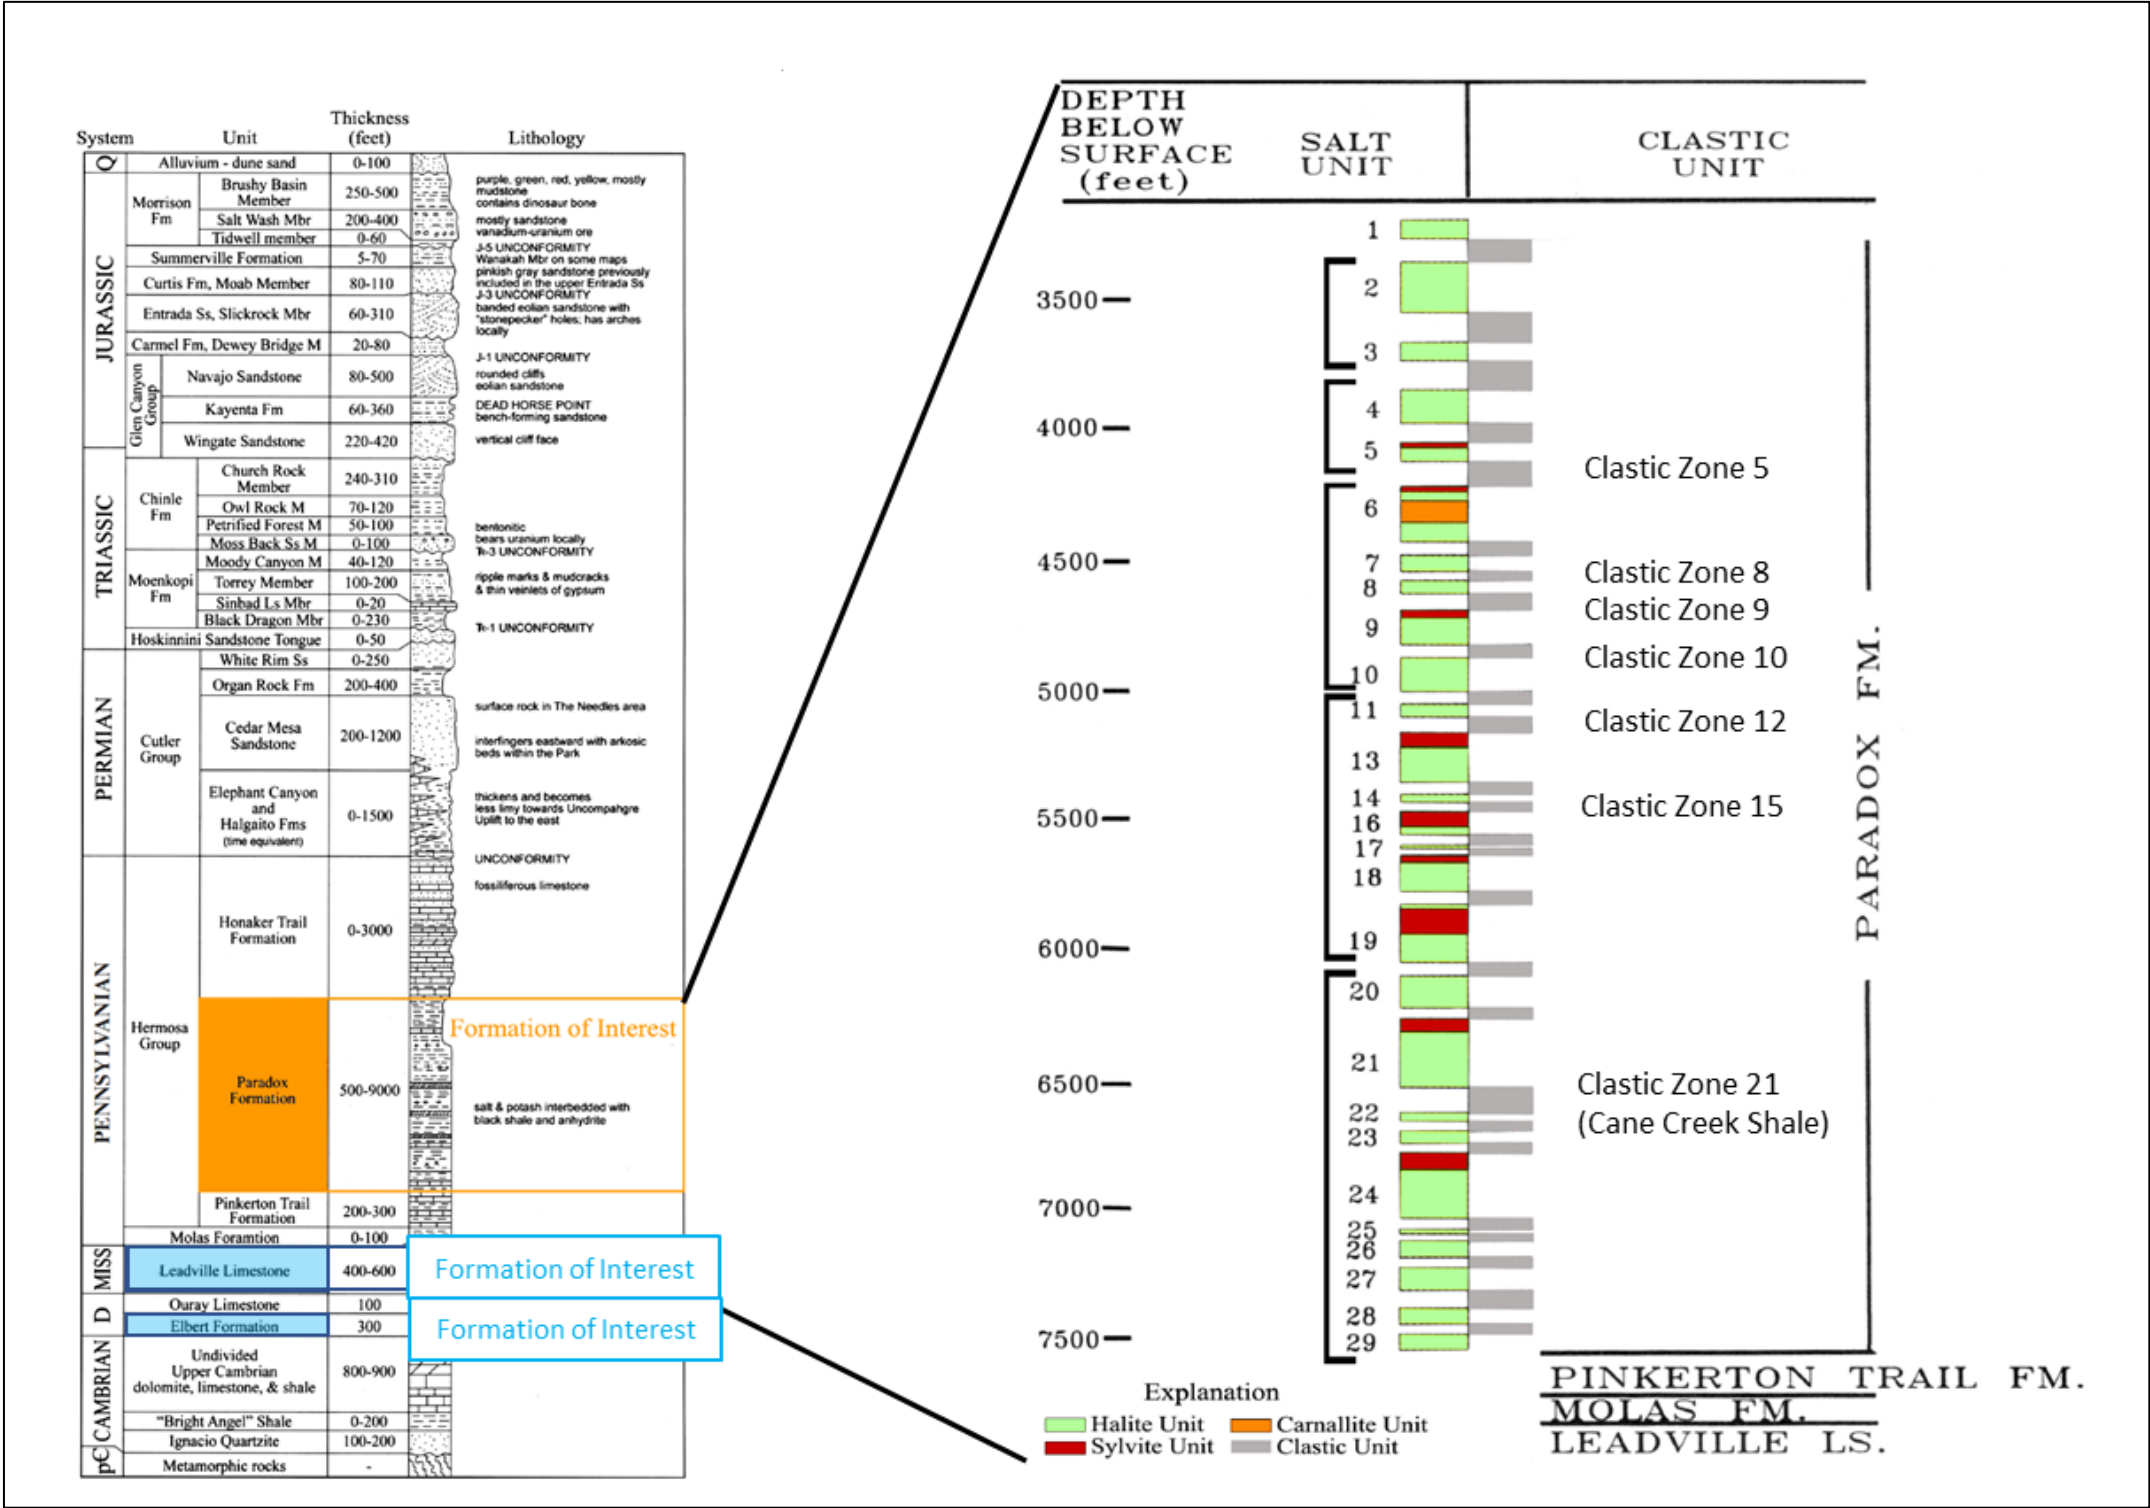 Thickness
System Unit (feet) Lithology
Q Alluvium - dune sand 0-100
JURASSIC
Morrison
Fm
Brushy Basin
Member
250-500
purple, green, red, yellow, mostly
mudstone
contains dinosaur bone
Salt Wash Mbr 200-400
mostly sandstone
vanadium-uranium ore
Tidwell member 0-60
J-5 UNCONFORMITY
Summerville Formation 5-70
Wanakah Mbr on some maps
Curtis Fm, Moab Member 80-110
pinkish gray sandstone previously
included in the upper Entrada Ss
J-3 UNCONFORMITY
Entrada Ss, Slickrock Mbr 60-310
banded eolian sandstone with
"stonepecker" holes; has arches
locally
Carmel Fm, Dewey Bridge M 20-80
J-1 UNCONFORMITY
Glen Canyon
Group
Navajo Sandstone 80-500
rounded cliffs
eolian sandstone
Kayenta Fm 60-360
DEAD HORSE POINT
bench-forming sandstone
Wingate Sandstone 220-420
vertical cliff face
TRIASSIC
Chinle
Fm
Church Rock
Member
240-310
Owl Rock M 70-120
Petrified Forest M 50-100
bentonitic
Moss Back Ss M 0-100
bears uranium locally
Ћ-3 UNCONFORMITY
Moenkopi
Fm
Moody Canyon M 40-120
Torrey Member 100-200
ripple marks & mudcracks
& thin veinlets of gypsum
Sinbad Ls Mbr 0-20
Black Dragon Mbr 0-230
Ћ-1 UNCONFORMITY
Hoskinnini Sandstone Tongue 0-50
PERMIAN
Cutler
Group
White Rim Ss 0-250
Organ Rock Fm 200-400
surface rock in The Needles area
Cedar Mesa
Sandstone
200-1200
interfingers eastward with arkosic
beds within the Park
Elephant Canyon
and
Halgaito Fms
(time equivalent)
0-1500
thickens and becomes
less limy towards Uncompahgre
Uplift to the east
UNCONFORMITY
PENNSYLVANIAN
Hermosa
Group
fossiliferous limestone
Honaker Trail
Formation
0-3000
Formation of Interest
Paradox
Formation
500-9000
salt & potash interbedded with
black shale and anhydrite
Pinkerton Trail
Formation
200-300
Molas Foramtion 0-100
MISS
Leadville Limestone 400-600
Formation of Interest
D
Ouray Limestone 100
Elbert Formation 300
Formation of Interest
CAMBRIAN
Undivided
Upper Cambrian
dolomite, limestone, & shale
800-900
"Bright Angel" Shale 0-200
Ignacio Quartzite 100-200
p€
Metamorphic rocks -
DEPTH
BELOW
SURFACE
(feet)
SALT
UNIT
CLASTIC
UNIT
1
2
3500
3
4
4000
5
Clastic Zone 5
6
4500
7
Clastic Zone 8
8
Clastic Zone 9
9
Clastic Zone 10
10
5000
11
Clastic Zone 12
13
14
Clastic Zone 15
5500
16
17
18
19
6000
20
21
6500
Clastic Zone 21
(Cane Creek Shale)
22
23
24
7000
25
26
27
28
7500
29
PARADOX FM.
PINKERTON TRAIL FM.
MOLAS FM.
LEADVILLE LS.
Explanation
Halite Unit Carnallite Unit
Sylvite Unit Clastic Unit